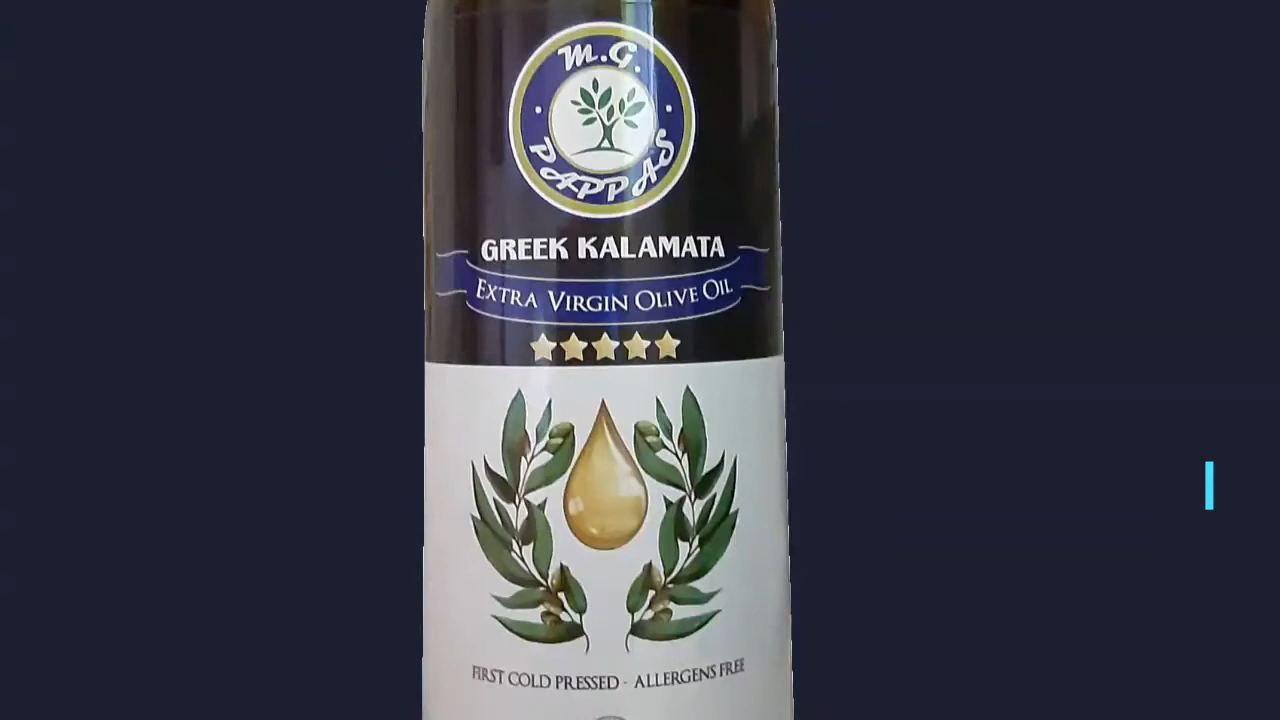 M.G.
PAPPAS
GREEK KALAMATA
EXTRA VIRGIN OLIVE OIL
FIRST COLD PRESSED - ALLERGENS FREE